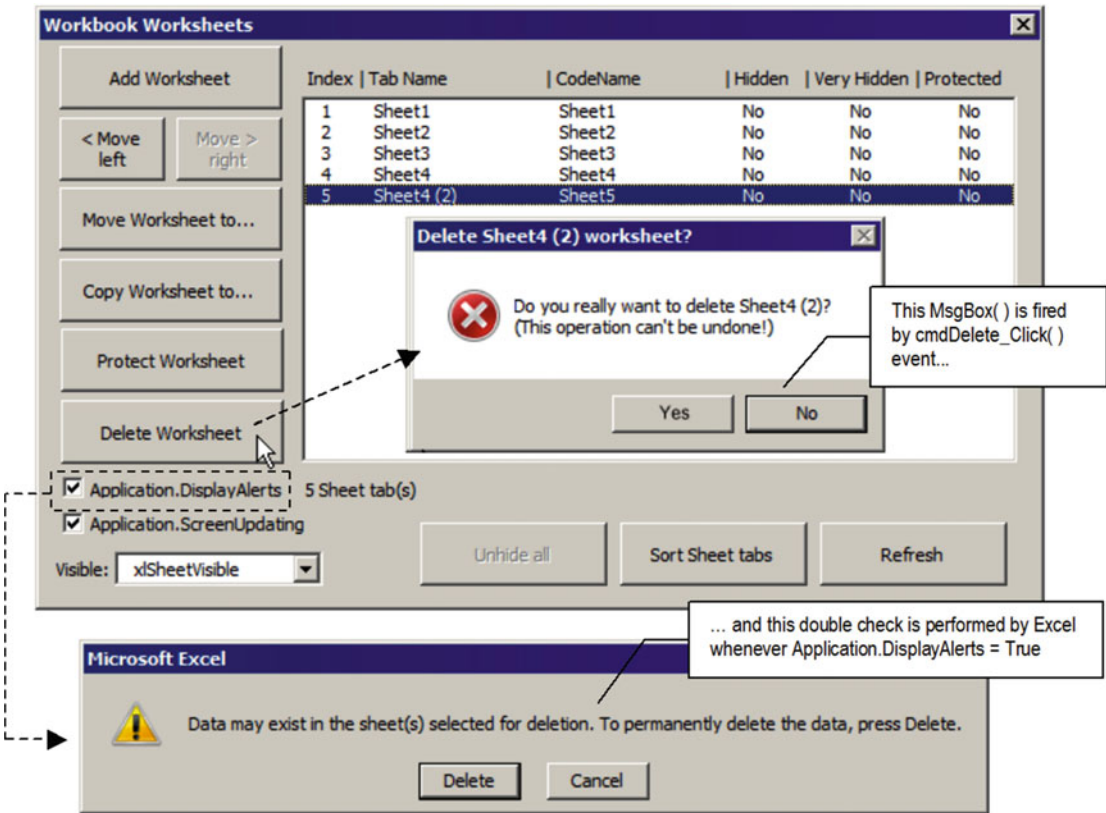 Workbook Worksheets
Add Worksheet
< Move
left
Move >
right
Move Worksheet to...
Copy Worksheet to...
Protect Worksheet
Delete Worksheet
Index | Tab Name | CodeName | Hidden | Very Hidden | Protected
1 Sheet1 Sheet1 No No No
2 Sheet2 Sheet2 No No No
3 Sheet3 Sheet3 No No No
4 Sheet4 Sheet4 No No No
5 Sheet4 (2) Sheet5 No No No
Delete Sheet4 (2) worksheet?
Do you really want to delete Sheet4 (2)?
(This operation can't be undone!)
Yes No
This MsgBox( ) is fired
by cmdDelete_Click( )
event...
Application.DisplayAlerts
5 Sheet tab(s)
Application.ScreenUpdating
Visible: xlSheetVisible
Unhide all Sort Sheet tabs Refresh
... and this double check is performed by Excel
whenever Application.DisplayAlerts = True
Microsoft Excel
Data may exist in the sheet(s) selected for deletion. To permanently delete the data, press Delete.
Delete Cancel